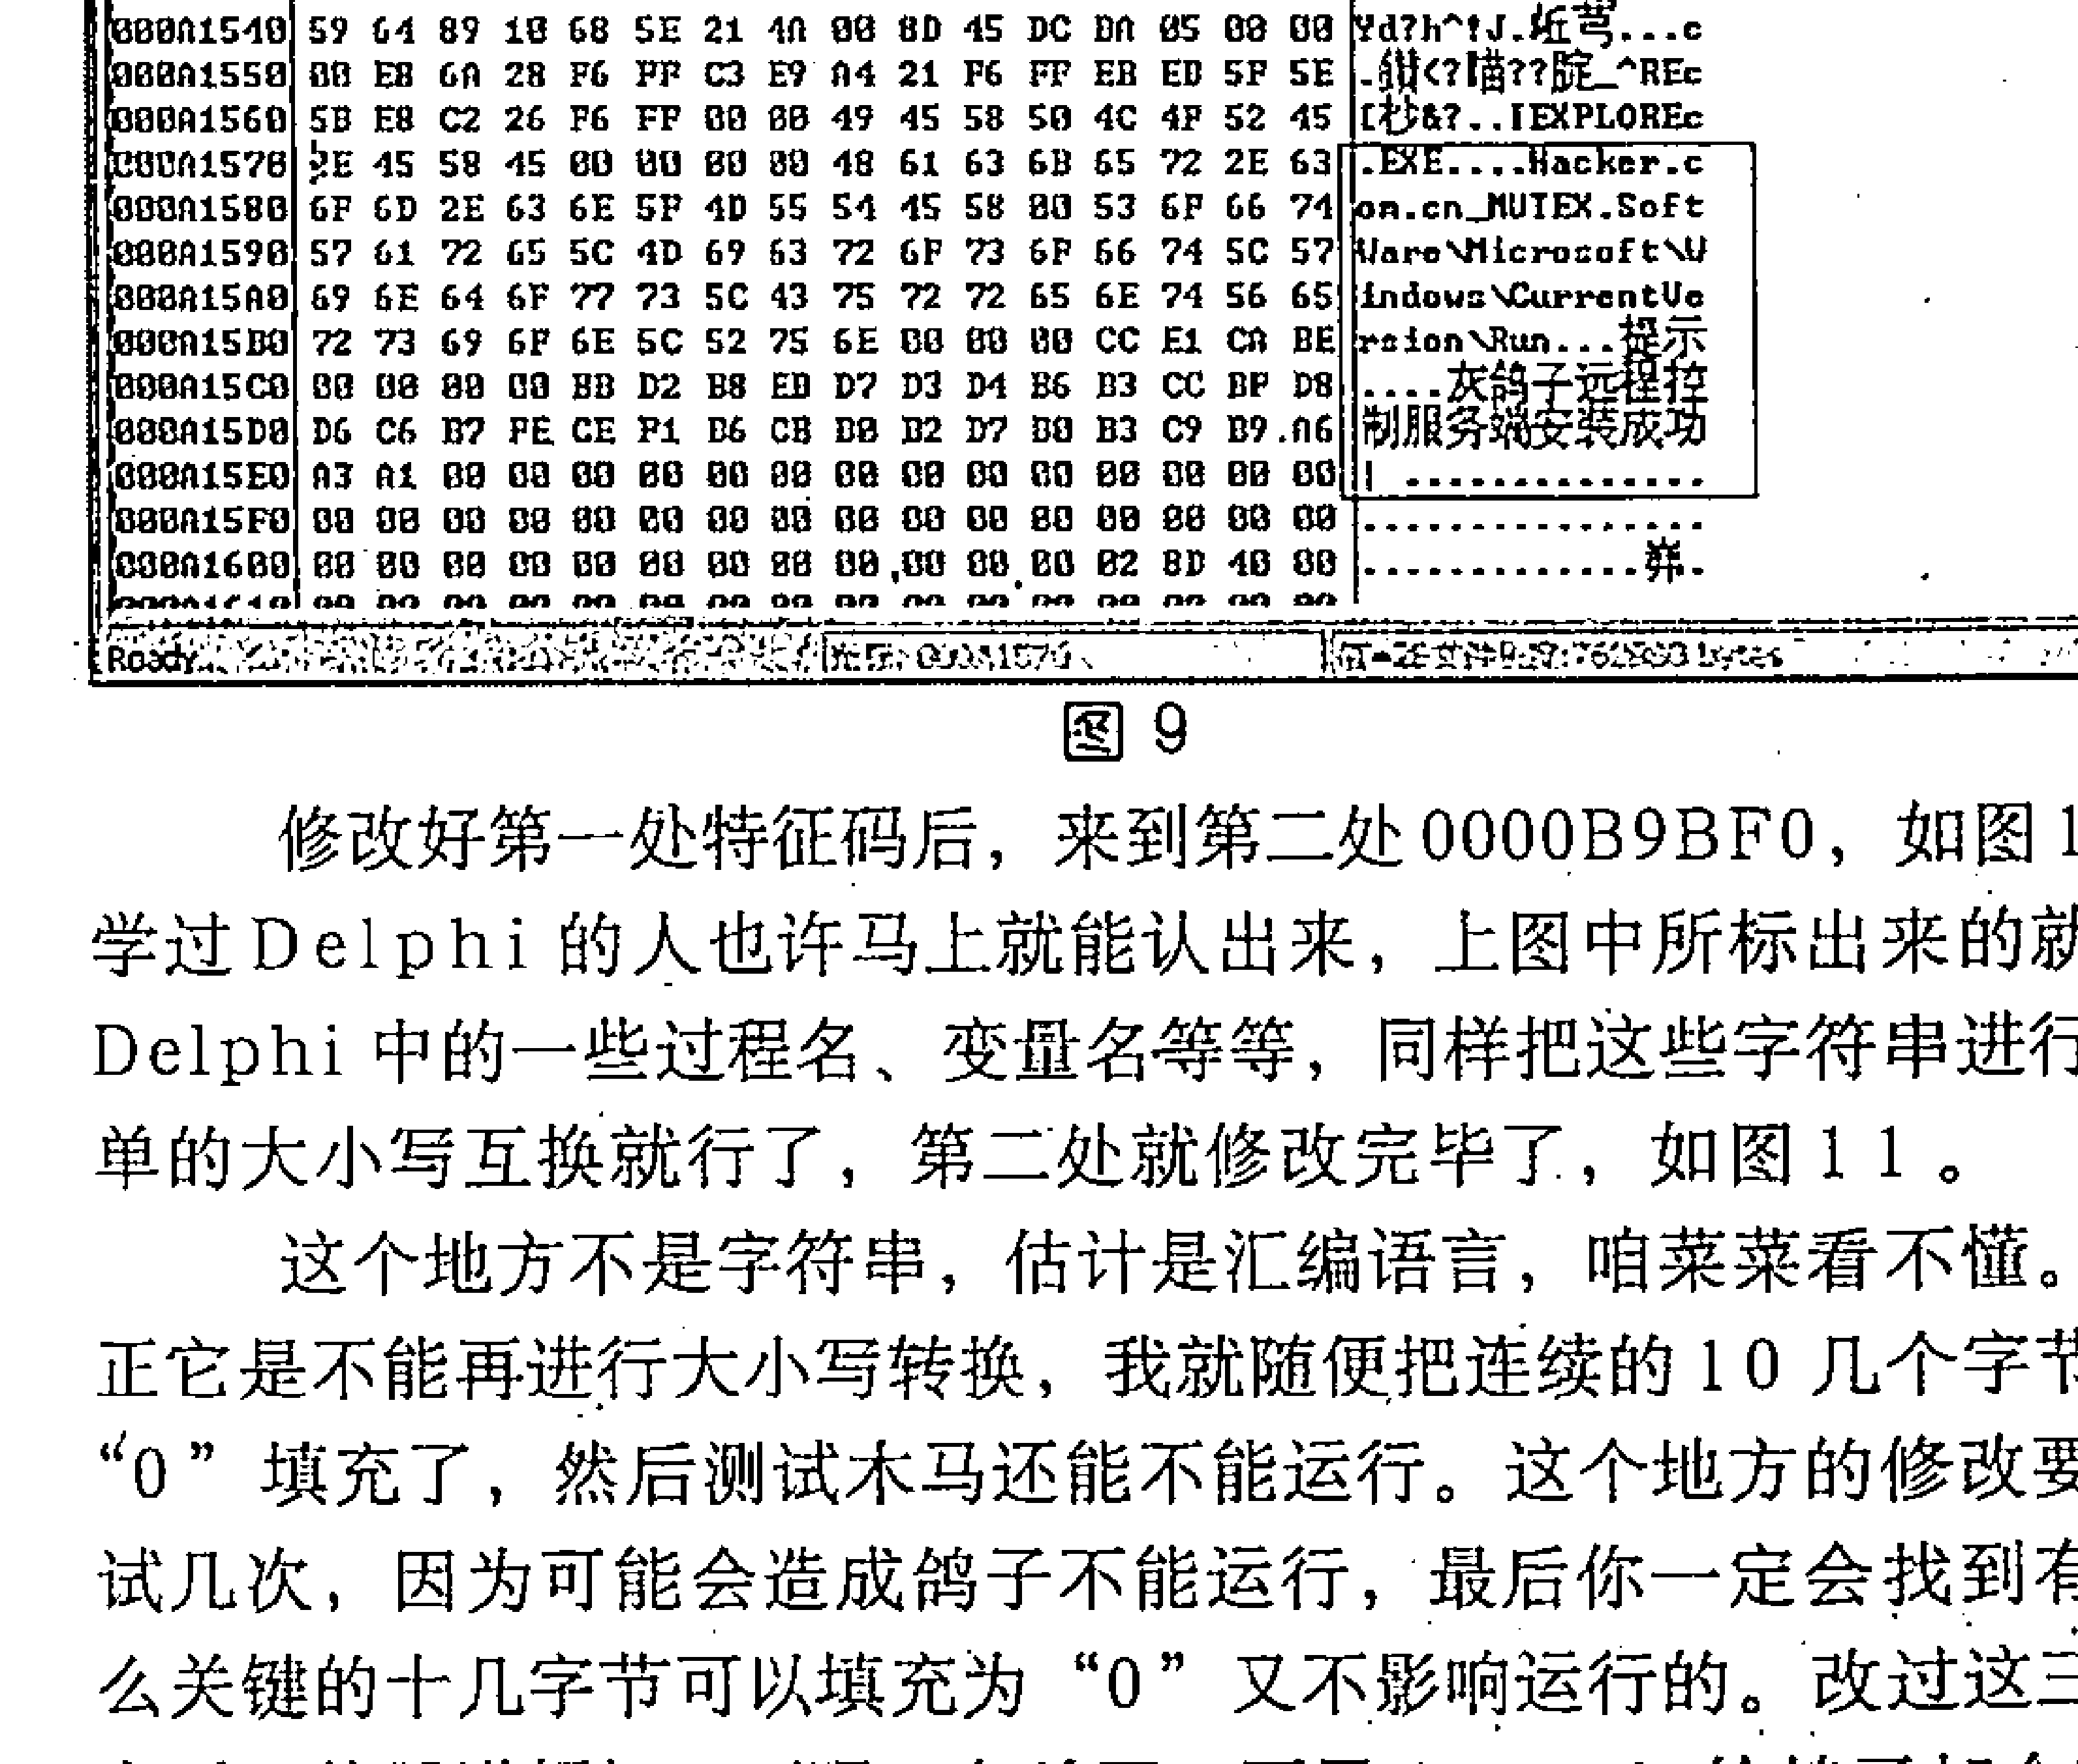 000A1540 59 64 89 10 68 5E 21 4A 00 8D 45 DC BA 05 00 00 Yd?h^!J.
000A1550 00 E8 6A 28 F6 FF C3 E9 A4 21 F6 FF EB ED 5F 5E _^REc
000A1560 5B E8 C2 26 F6 FF 00 00 49 45 58 50 4C 4F 52 45 [秒&?..IEXPLOREc
000A1570 2E 45 58 45 00 00 00 00 48 61 63 6B 65 72 2E 63 .EXE....Hacker.c
000A1580 6F 6D 2E 63 6E 5F 4D 55 54 45 58 00 53 6F 66 74 om.cn_MUTEX.Soft
000A1590 57 61 72 65 5C 4D 69 63 72 6F 73 6F 66 74 5C 57 Ware\Microsoft\W
000A15A0 69 6E 64 6F 77 73 5C 43 75 72 72 65 6E 74 56 65 indows\CurrentVe
000A15B0 72 73 69 6F 6E 5C 52 75 6E 00 00 00 CC E1 CA BE rsion\Run...提示
000A15C0 00 00 00 00 BB D2 B8 EB D7 D3 D4 B6 B3 CC BF D8 ....灰鸽子远程控
000A15D0 D6 C6 B7 FE CE F1 B6 CB B0 B2 D7 B0 B3 C9 B9 A6 制服务端安装成功
000A15E0 A3 A1 00 00 00 00 00 00 00 00 00 00 00 00 00 00 ..............
000A15F0 00 00 00 00 00 00 00 00 00 00 00 00 00 00 00 00 ................
000A1600 00 00 00 00 00 00 00 00 00 00 00 00 02 8D 40 00 .............
Ready
图 9
修改好第一处特征码后，来到第二处0000B9BF0，如图1
学过Delphi的人也许马上就能认出来，上图中所标出来的就
Delphi中的一些过程名、变量名等等，同样把这些字符串进行
单的大小写互换就行了，第二处就修改完毕了，如图11。
这个地方不是字符串，估计是汇编语言，咱菜菜看不懂。
正它是不能再进行大小写转换，我就随便把连续的10几个字节
“0”填充了，然后测试木马还能不能运行。这个地方的修改要
试几次，因为可能会造成鸽子不能运行，最后你一定会找到有
么关键的十几字节可以填充为“0”又不影响运行的。改过这三